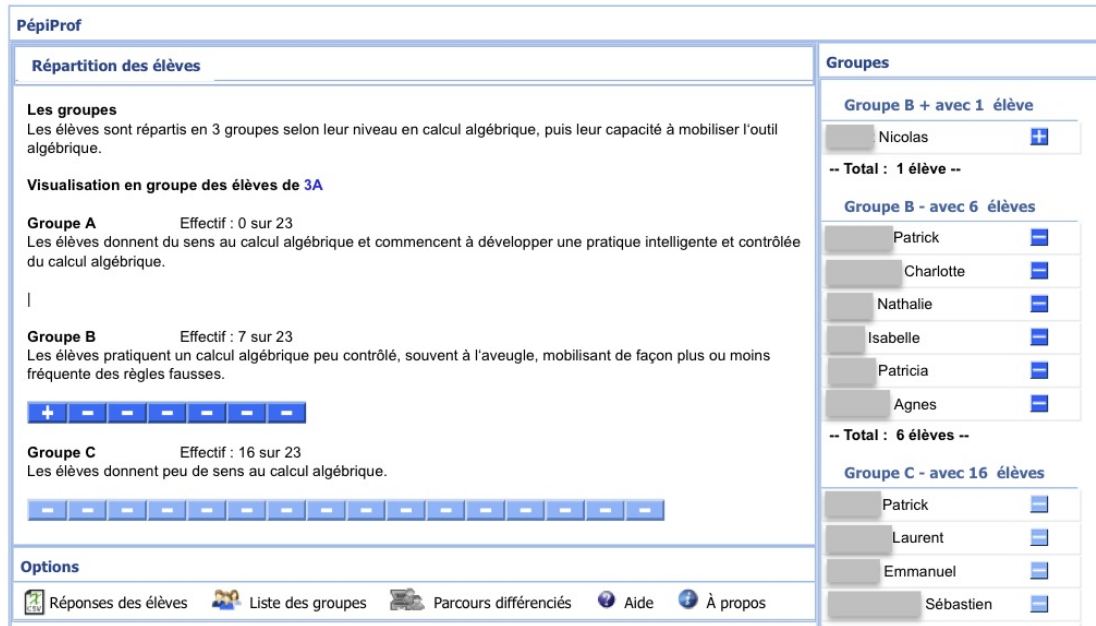 PépiProf
Répartition des élèves
Les groupes
Les élèves sont répartis en 3 groupes selon leur niveau en calcul algébrique, puis leur capacité à mobiliser l'outil
algébrique.
Visualisation en groupe des élèves de 3A
Groupe A Effectif : 0 sur 23
Les élèves donnent du sens au calcul algébrique et commencent à développer une pratique intelligente et contrôlée
du calcul algébrique.
|
Groupe B Effectif : 7 sur 23
Les élèves pratiquent un calcul algébrique peu contrôlé, souvent à l'aveugle, mobilisant de façon plus ou moins
fréquente des règles fausses.
+ - - - - - -
Groupe C Effectif : 16 sur 23
Les élèves donnent peu de sens au calcul algébrique.
- - - - - - - - - - - - - - - -
Options
CSV Réponses des élèves Liste des groupes Parcours différenciés ? Aide i À propos
Groupes
Groupe B + avec 1 élève
Nicolas +
-- Total : 1 élève --
Groupe B - avec 6 élèves
Patrick -
Charlotte -
Nathalie -
Isabelle -
Patricia -
Agnes -
-- Total : 6 élèves --
Groupe C - avec 16 élèves
Patrick -
Laurent -
Emmanuel -
Sébastien -